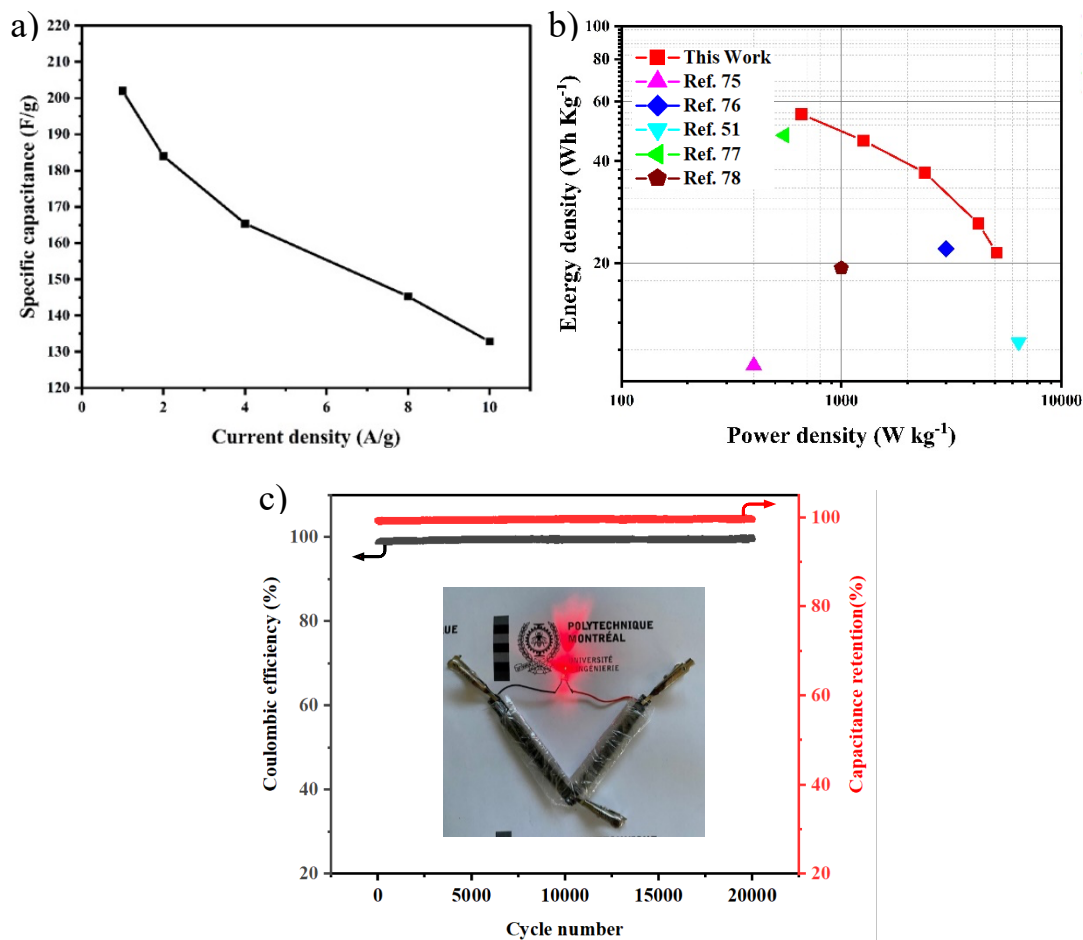 a)
220
210
200
190
180
170
160
150
140
130
120
0
2
4
6
8
10
Specific capacitance (F/g)
Current density (A/g)
b)
100
80
60
40
20
100
1000
10000
Energy density (Wh Kg⁻¹)
Power density (W kg⁻¹)
This Work
Ref. 75
Ref. 76
Ref. 51
Ref. 77
Ref. 78
c)
100
80
60
40
20
Coulombic efficiency (%)
100
80
60
40
20
Capacitance retention(%)
0
5000
10000
15000
20000
Cycle number
POLYTECHNIQUE
MONTRÉAL
UNIVERSITÉ
D'INGÉNIERIE